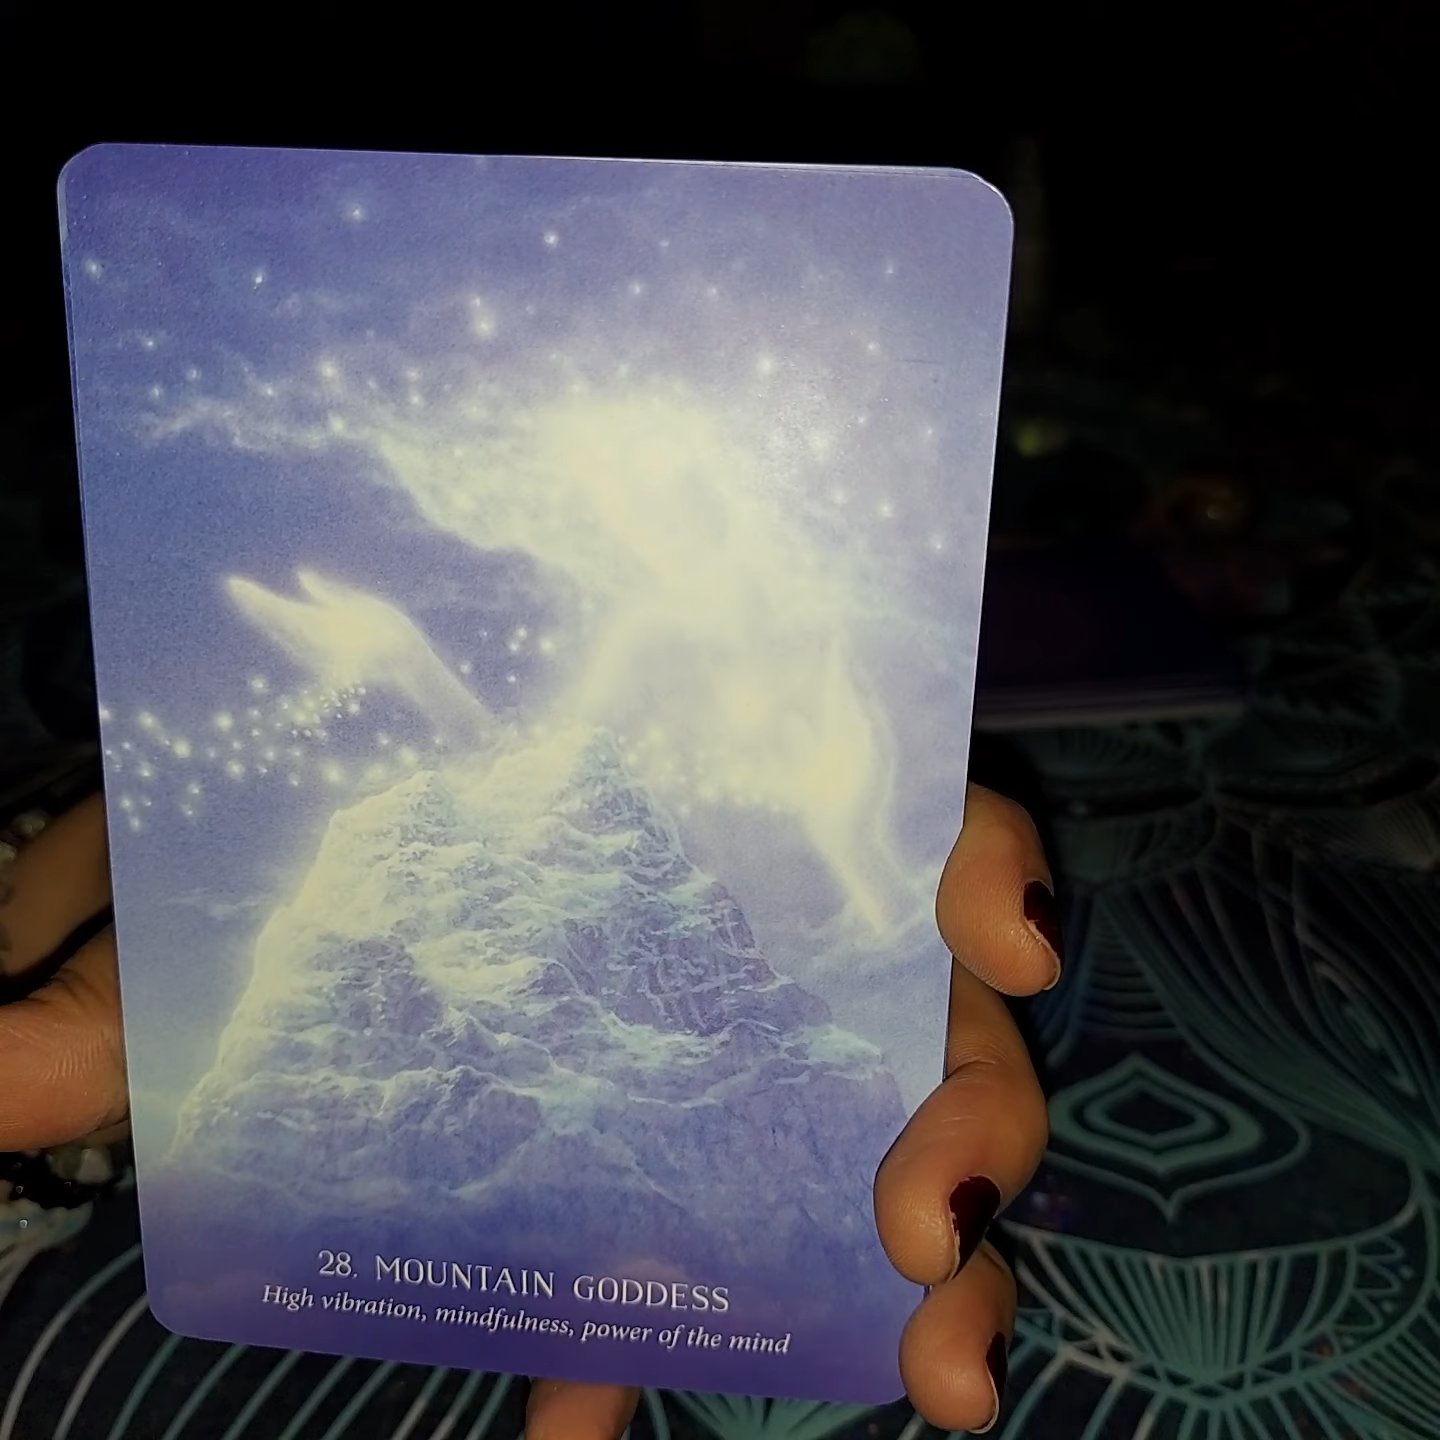 28. MOUNTAIN GODDESS
High vibration, mindfulness, power of the mind